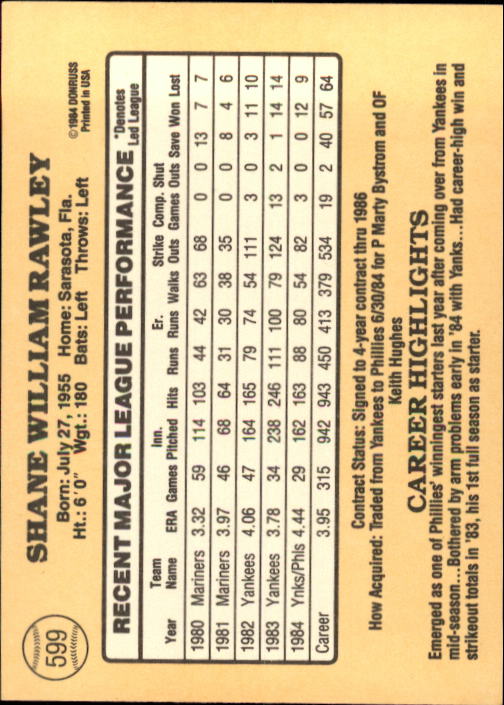 599
SHANE WILLIAM RAWLEY
Born: July 27, 1955 Home: Sarasota, Fla.
Ht.: 6'0" Wgt.: 180 Bats: Left Throws: Left
©1984 DONRUSS
Printed in USA
RECENT MAJOR LEAGUE PERFORMANCE *Denotes
Led League
Team Inn. Er. Strike Comp. Shut
Year Name ERA Games Pitched Hits Runs Runs Walks Outs Games Outs Save Won Lost
1980 Mariners 3.32 59 114 103 44 42 63 68 0 0 13 7 7
1981 Mariners 3.97 46 68 64 31 30 38 35 0 0 8 4 6
1982 Yankees 4.06 47 164 165 79 74 54 111 3 0 3 11 10
1983 Yankees 3.78 34 238 246 111 100 79 124 13 2 1 14 14
1984 Ynks/Phls 4.44 29 162 163 88 80 54 82 3 0 0 12 9
Career 3.95 315 942 943 450 413 379 534 19 2 40 57 64
Contract Status: Signed to 4-year contract thru 1986
How Acquired: Traded from Yankees to Phillies 6/30/84 for P Marty Bystrom and OF
Keith Hughes
CAREER HIGHLIGHTS
Emerged as one of Philllies' winningest starters last year after coming over from Yankees in
mid-season...Bothered by arm problems early in '84 with Yanks...Had career-high win and
strikeout totals in '83, his 1st full season as starter.